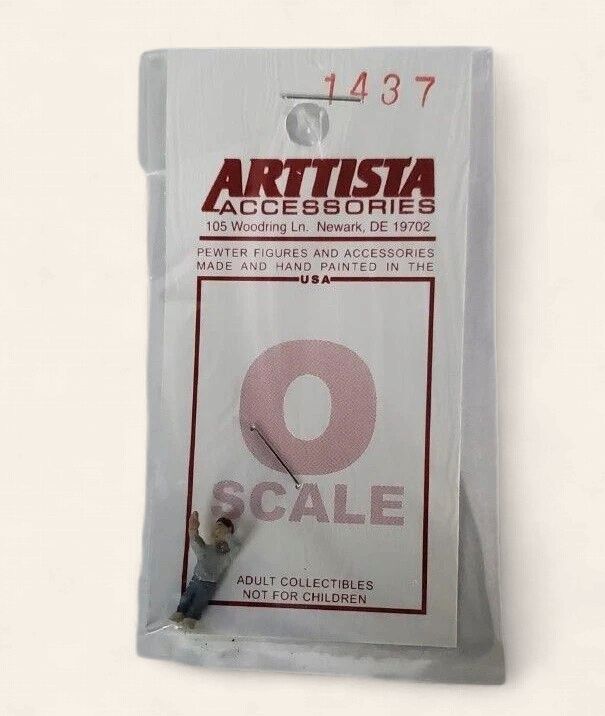 1437
ARTTISTA
ACCESSORIES
105 Woodring Ln. Newark, DE 19702
PEWTER FIGURES AND ACCESSORIES
MADE AND HAND PAINTED IN THE
USA
O
SCALE
ADULT COLLECTIBLES
NOT FOR CHILDREN